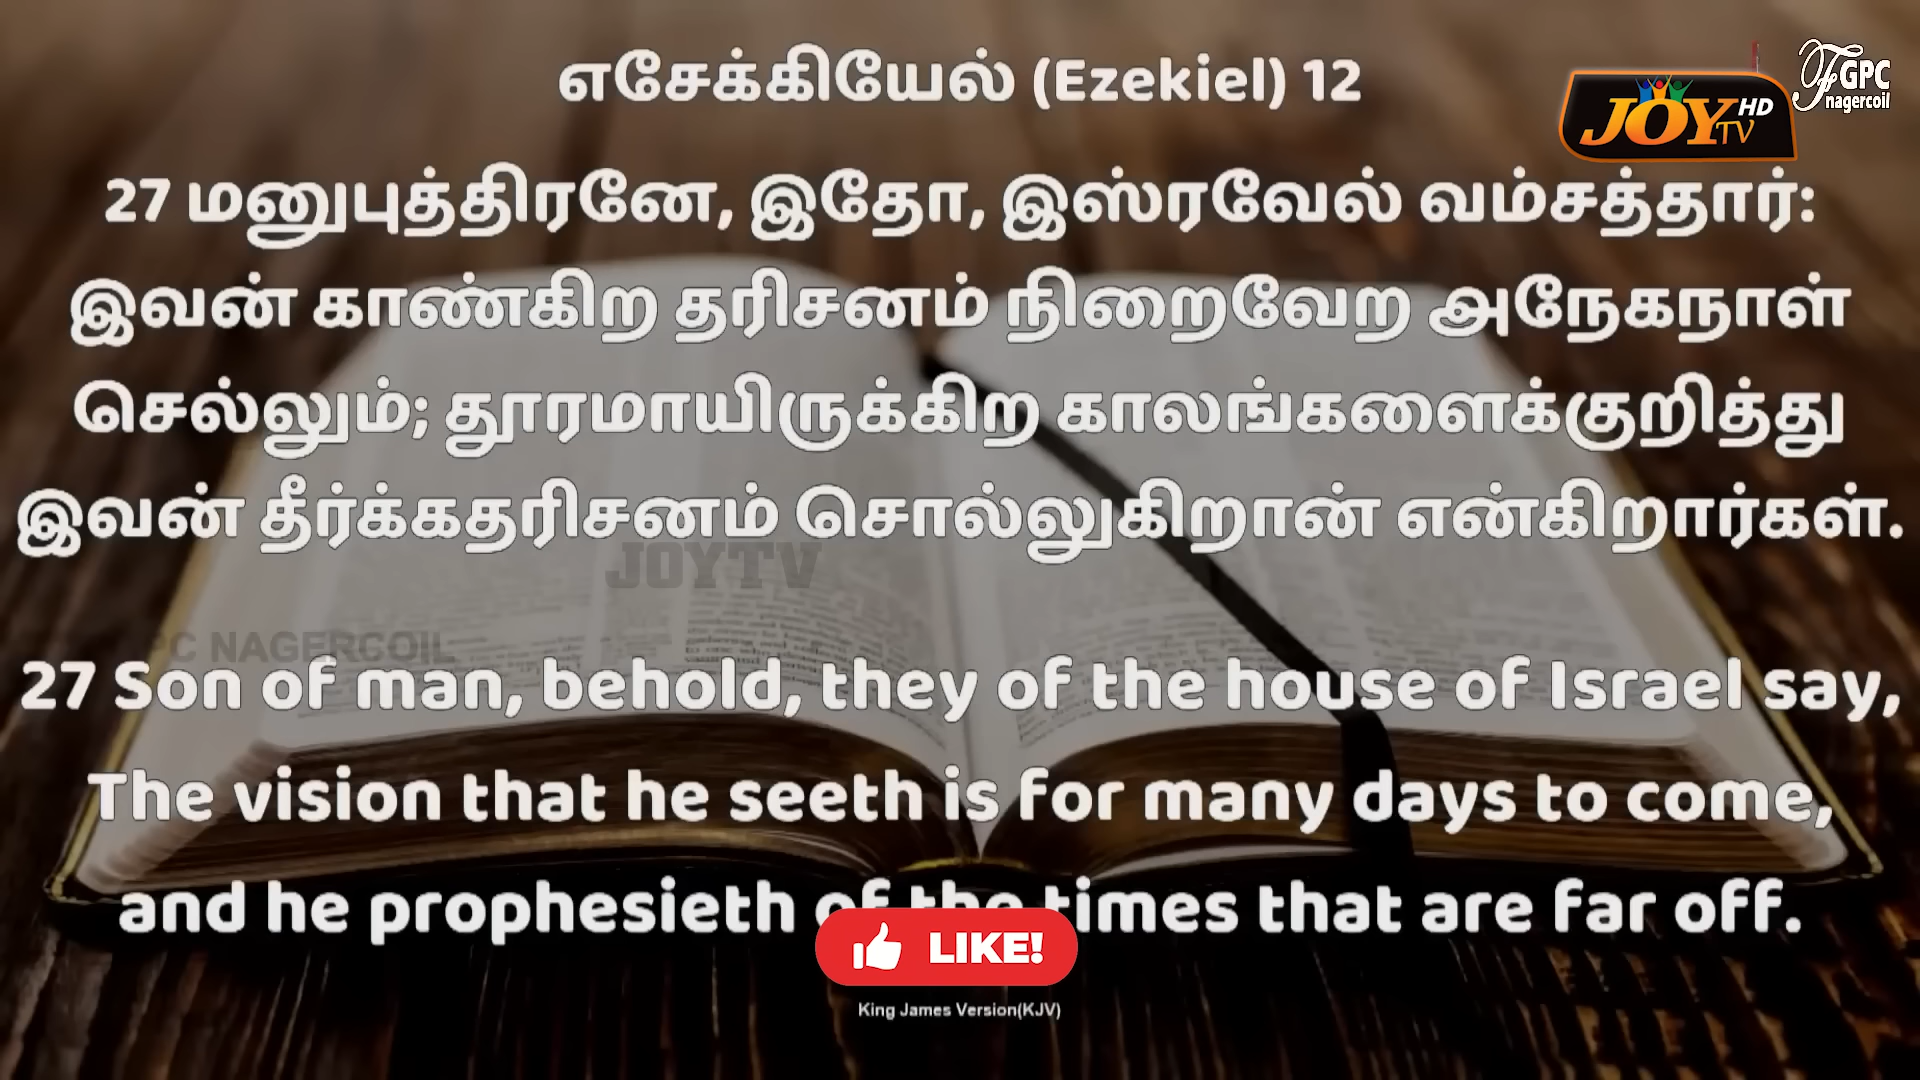 எசேக்கியேல் (Ezekiel) 12
JOY TV HD
FGPC
nagercoil
27 மனுபுத்திரனே, இதோ, இஸ்ரவேல் வம்சத்தார்:
இவன் காண்கிற தரிசனம் நிறைவேற அநேகநாள்
செல்லும்; தூரமாயிருக்கிற காலங்களைக்குறித்து
இவன் தீர்க்கதரிசனம் சொல்லுகிறான் என்கிறார்கள்.
JOYTV
NAGERCOIL
27 Son of man, behold, they of the house of Israel say,
The vision that he seeth is for many days to come,
and he prophesieth of the times that are far off.
LIKE!
King James Version(KJV)